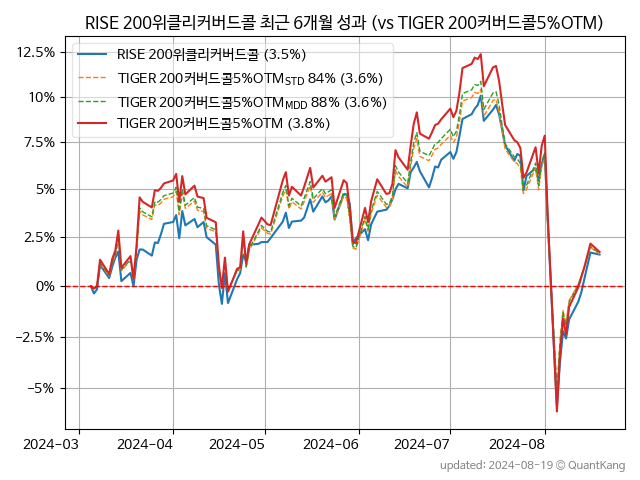 RISE 200위클리커버드콜 최근 6개월 성과 (vs TIGER 200커버드콜5%OTM)
RISE 200위클리커버드콜 (3.5%)
TIGER 200커버드콜5%OTM_STD 84% (3.6%)
TIGER 200커버드콜5%OTM_MDD 88% (3.6%)
TIGER 200커버드콜5%OTM (3.8%)
12.5%
10%
7.5%
5%
2.5%
0%
−2.5%
−5%
2024-03 2024-04 2024-05 2024-06 2024-07 2024-08
updated: 2024-08-19 © QuantKang